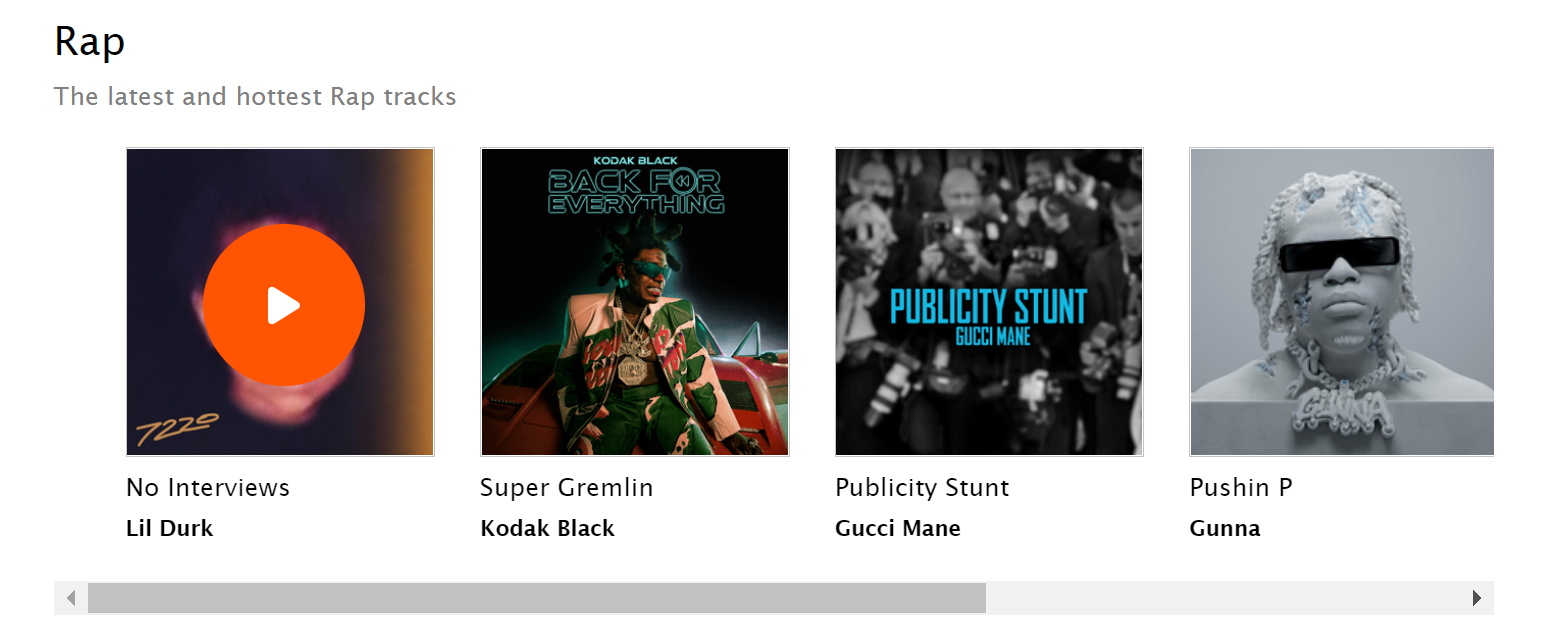 Rap
The latest and hottest Rap tracks
7220
KODAK BLACK
BACK FOR
EVERYTHING
PUBLICITY STUNT
GUCCI MANE
GUNNA
No Interviews
Lil Durk
Super Gremlin
Kodak Black
Publicity Stunt
Gucci Mane
Pushin P
Gunna